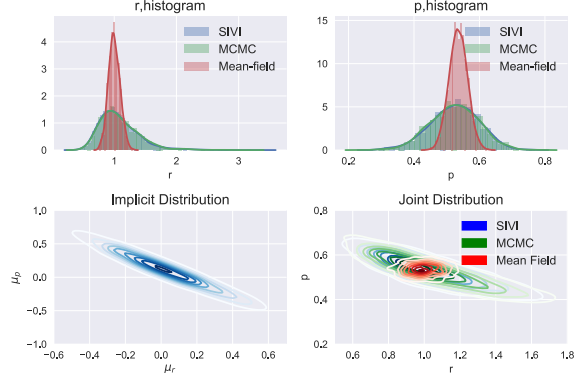 r,histogram
SIVI
MCMC
Mean-field
4
3
2
1
0
1
2
3
r
p,histogram
SIVI
MCMC
Mean-field
15
10
5
0
0.2
0.4
0.6
0.8
p
Implicit Distribution
1.0
0.5
0.0
−0.5
−1.0
μp
−0.6
−0.4
−0.2
0.0
0.2
0.4
0.6
μr
Joint Distribution
SIVI
MCMC
Mean Field
0.8
0.6
0.4
0.2
p
0.6
0.8
1.0
1.2
1.4
1.6
r